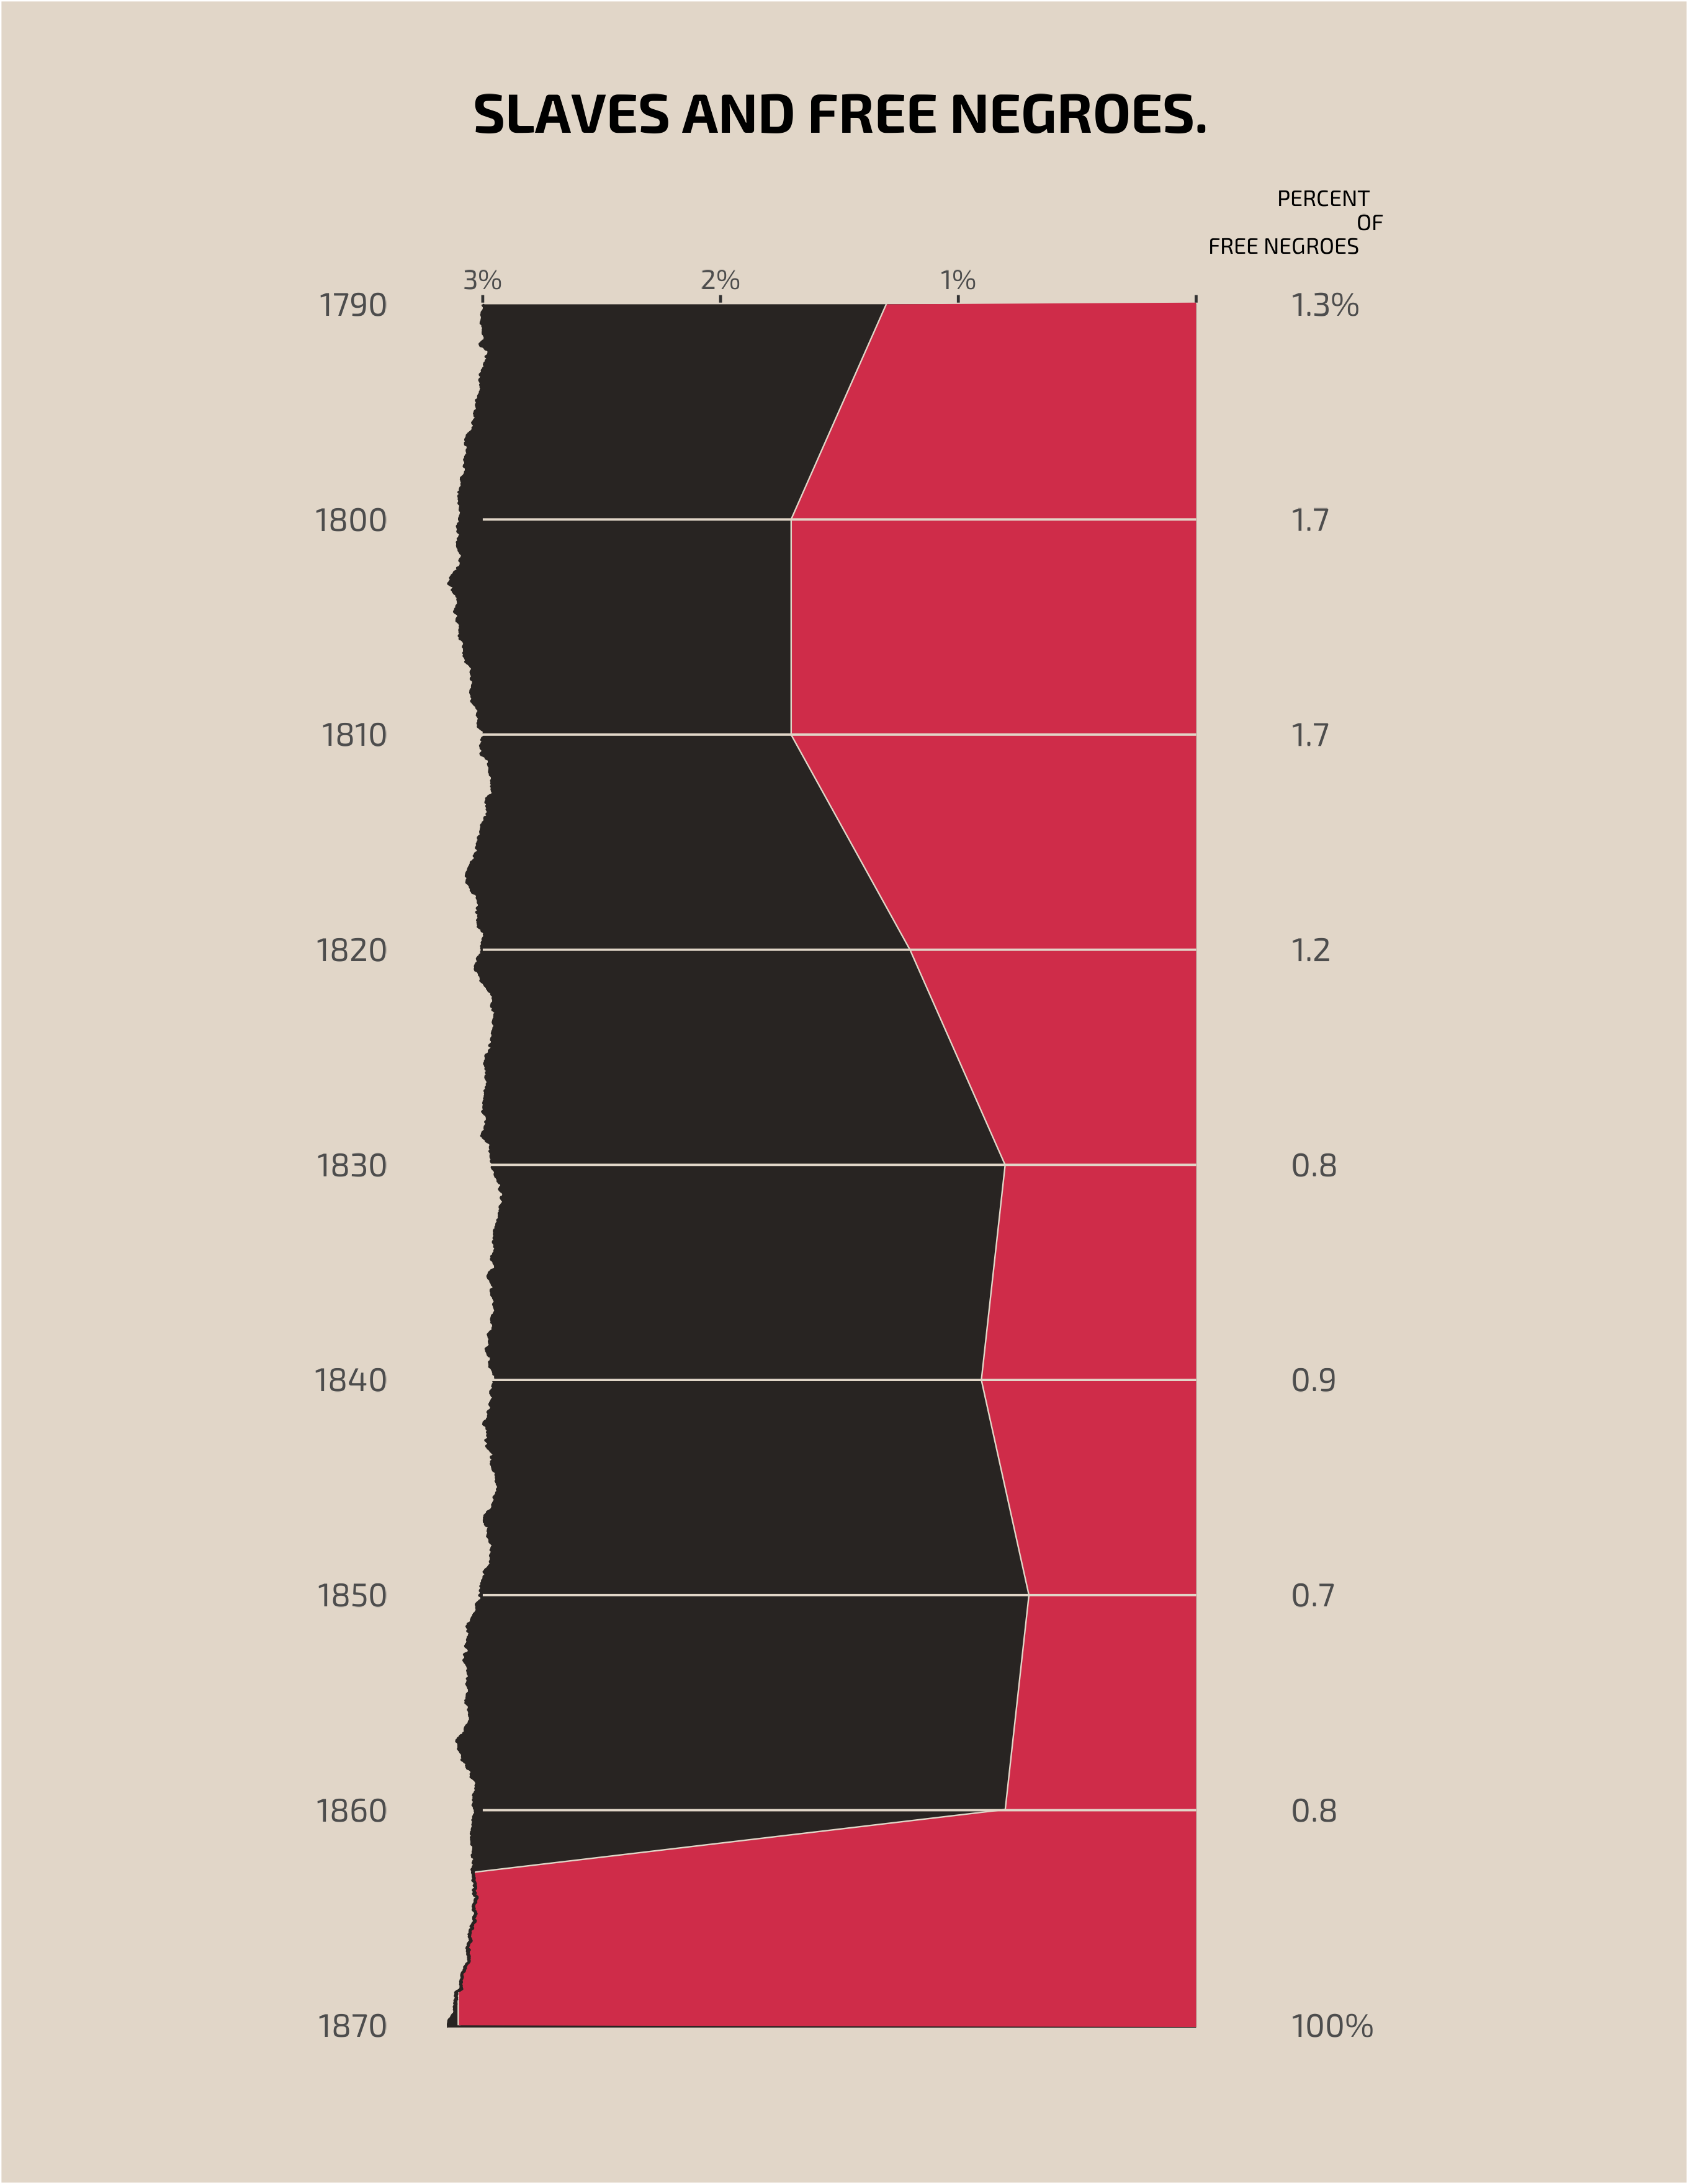 SLAVES AND FREE NEGROES.
PERCENT
OF
FREE NEGROES
3% 2% 1%
1790 1.3%
1800 1.7
1810 1.7
1820 1.2
1830 0.8
1840 0.9
1850 0.7
1860 0.8
1870 100%